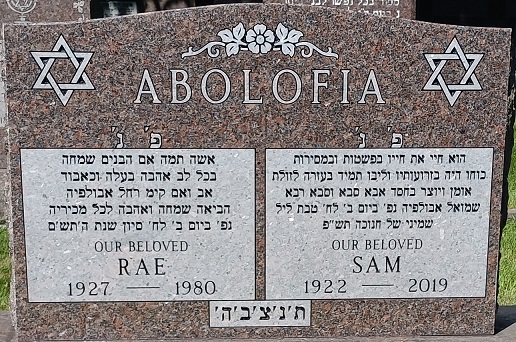 ABOLOFIA
פ' נ'
אשה תמה אם הבנים שמחה
בכל לב אהבה בעלה וכאבוד
אב ואם קימ רחל אבולפיה
הביאה שמחה ואהבה לכל מכיריה
נפ' ביום ב' לח' סיון שנת ה'תש"ם
OUR BELOVED
RAE
1927 — 1980
פ' נ'
הוא חיי את חייו בפשטות ובמסירות
כוחו היה בזרועותיו וליבו תמיד בעזרה לזולת
אומן ויוצר בחסד אבא סבא וסבא רבא
שמואל אבולפיה נפ' ביום ב' לח' טבת ליל
שמיני של חנוכה תש"פ
OUR BELOVED
SAM
1922 — 2019
ת'נ'צ'ב'ה'